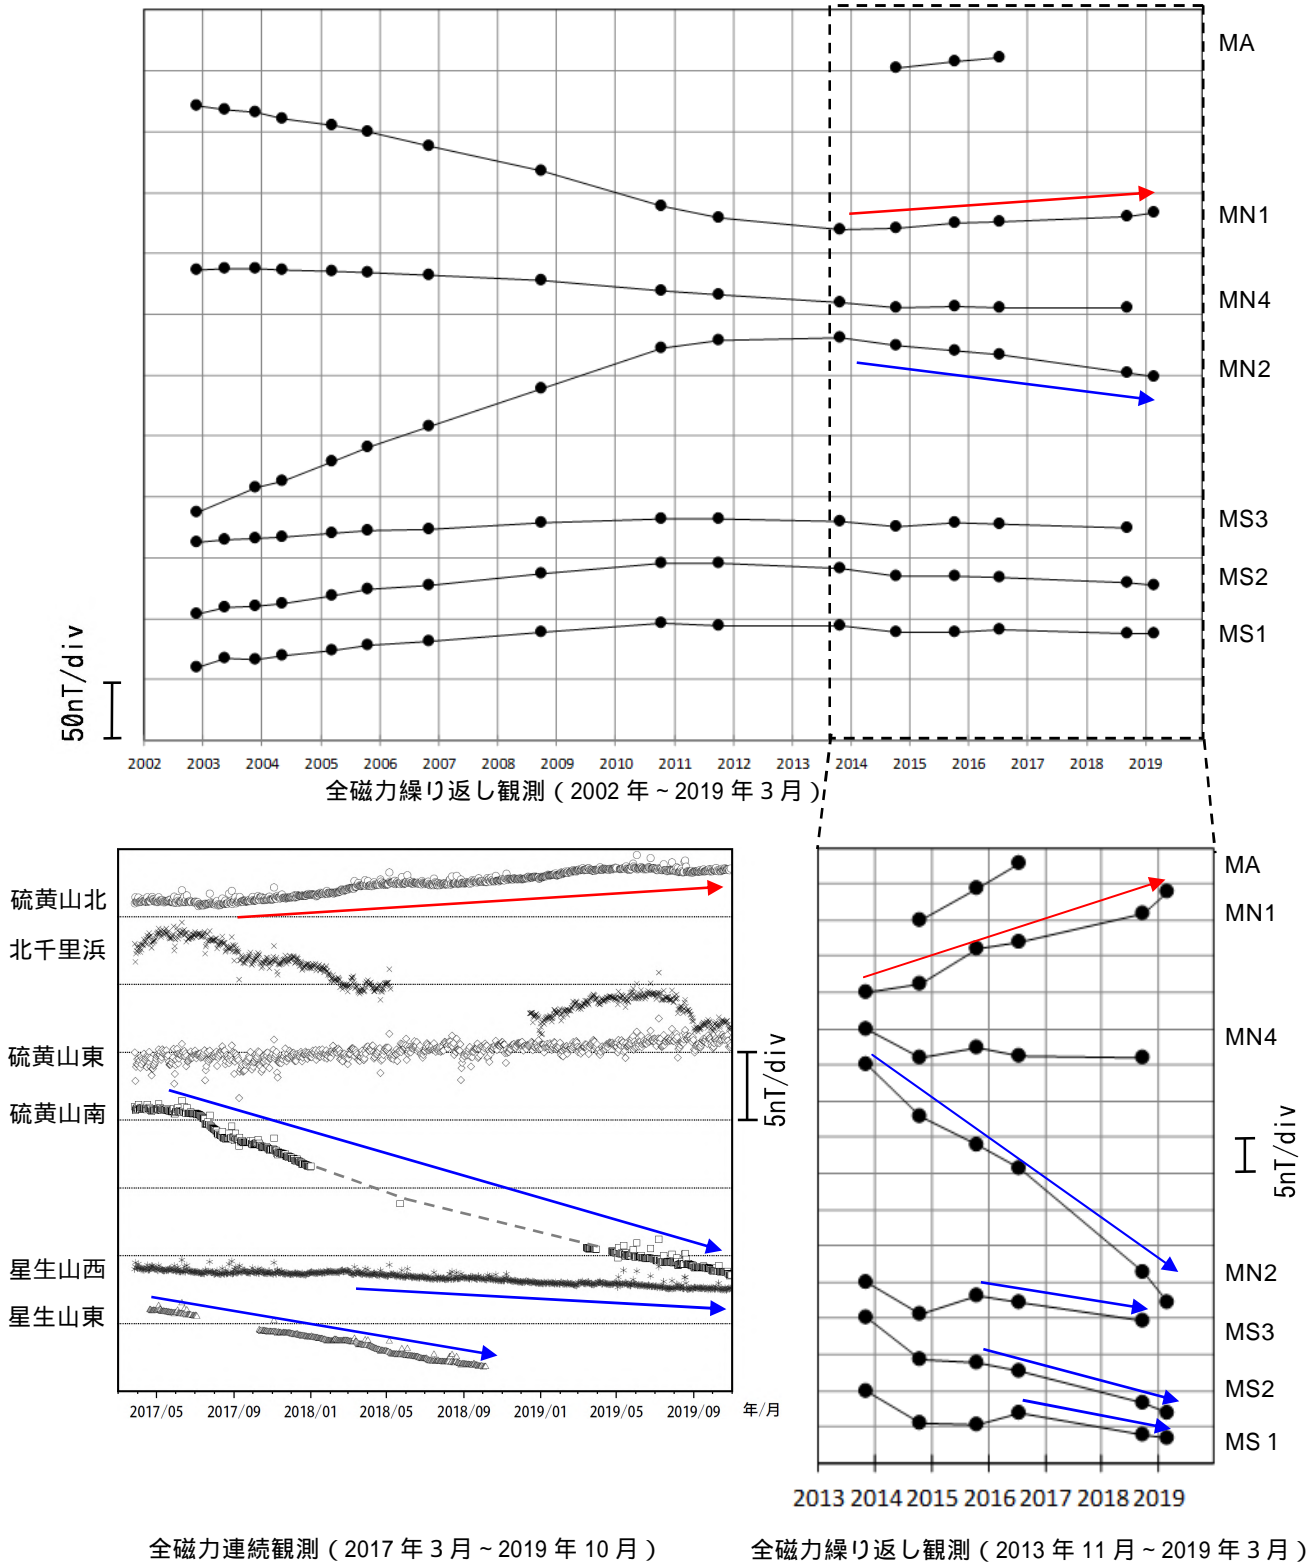 MA
MN1
MN4
MN2
MS3
MS2
MS1
50nT/div
2002 2003 2004 2005 2006 2007 2008 2009 2010 2011 2012 2013 2014 2015 2016 2017 2018 2019
全磁力繰り返し観測（2002 年～2019 年 3 月）
硫黄山北
北千里浜
硫黄山東
硫黄山南
星生山西
星生山東
5nT/div
2017/05 2017/09 2018/01 2018/05 2018/09 2019/01 2019/05 2019/09 年/月
MA
MN1
MN4
MN2
MS3
MS2
MS 1
5nT/div
2013 2014 2015 2016 2017 2018 2019
全磁力連続観測（2017 年 3 月～2019 年 10 月）
全磁力繰り返し観測（2013 年 11 月～2019 年 3 月）